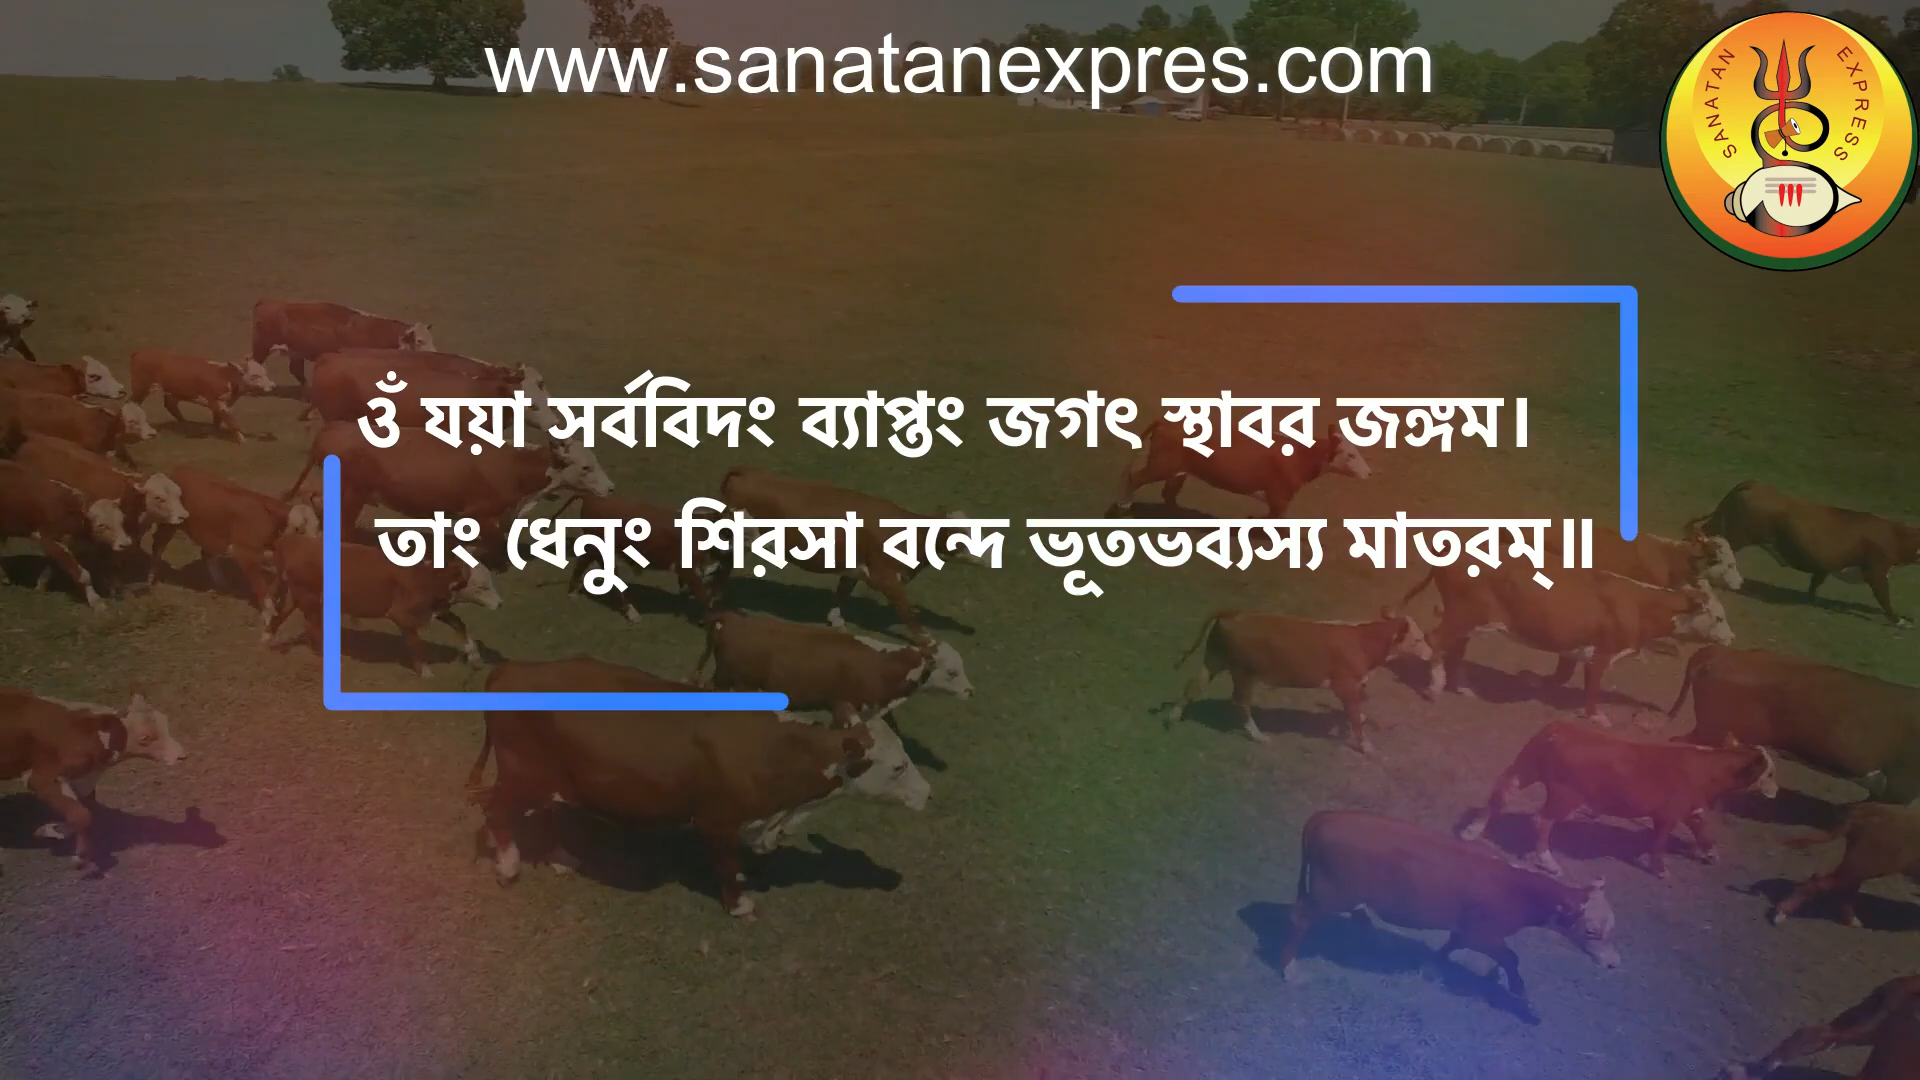 www.sanatanexpres.com
SANATAN EXPRESS
ওঁ যয়া সর্ববিদং ব্যাপ্তং জগৎ স্থাবর জঙ্গম।
তাং ধেনুং শিরসা বন্দে ভূতভব্যস্য মাতরম্॥